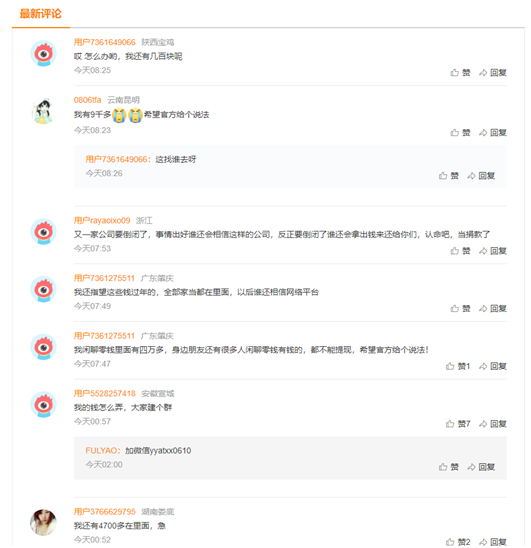 最新评论
用户7361649066 陕西宝鸡
哎 怎么办哟，我还有几百块呢
今天08:25
赞 回复
0806tfa 云南昆明
我有9千多😭😭希望官方给个说法
今天08:23
赞 回复
用户7361649066：这找谁去呀
今天08:26
赞 回复
用户rayaoixo09 浙江
又一家公司要倒闭了，事情出好谁还会相信这样的公司，反正要倒闭了谁还会拿出钱来还给你们，认命吧，当捐款了
今天07:53
赞 回复
用户7361275511 广东肇庆
我还指望这些钱过年的，全部家当都在里面，以后谁还相信网络平台
今天07:49
赞 回复
用户7361275511 广东肇庆
我闲聊零钱里面有四万多，身边朋友还有很多人闲聊零钱有钱的，都不能提现，希望官方给个说法！
今天07:47
赞1 回复
用户5528257418 安徽宣城
我的钱怎么弄，大家建个群
今天00:57
赞7 回复
FULYAO：加微信yyatxx0610
今天02:00
赞 回复
用户3766629795 湖南娄底
我还有4700多在里面，急
今天00:52
赞2 回复